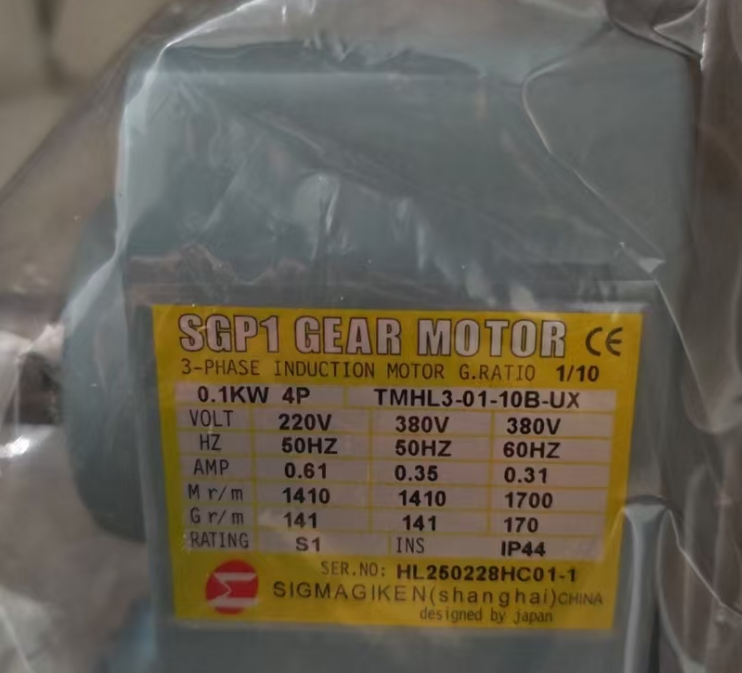 SGP1 GEAR MOTOR CE
3-PHASE INDUCTION MOTOR G.RATIO 1/10
0.1KW 4P TMHL3-01-10B-UX
VOLT 220V 380V 380V
HZ 50HZ 50HZ 60HZ
AMP 0.61 0.35 0.31
M r/m 1410 1410 1700
G r/m 141 141 170
RATING S1 INS IP44
SER.NO: HL250228HC01-1
SIGMAGIKEN(shanghai)CHINA
designed by japan